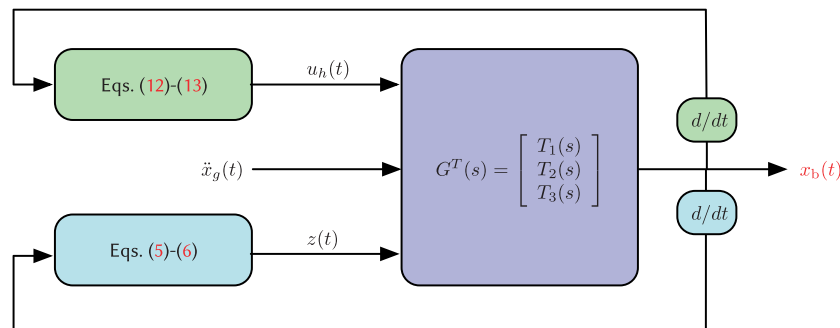 Eqs. (12)-(13)
u_h(t)
d/dt
ẍ_g(t)
G^T(s) = [ T_1(s)
T_2(s)
T_3(s) ]
x_b(t)
d/dt
Eqs. (5)-(6)
z(t)